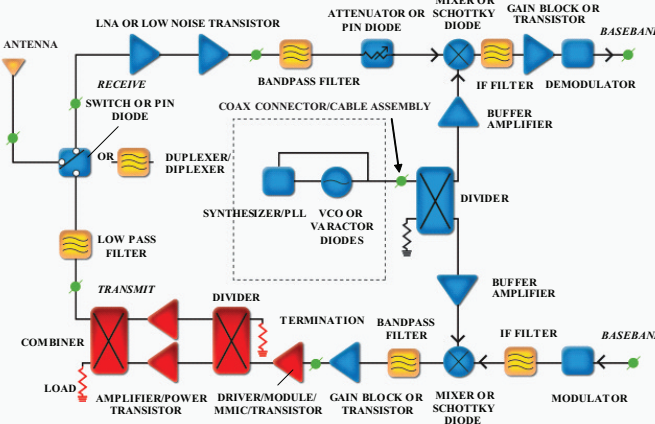 MIXER OR
SCHOTTKY
DIODE
GAIN BLOCK OR
TRANSISTOR
ATTENUATOR OR
PIN DIODE
LNA OR LOW NOISE TRANSISTOR
BASEBAND
ANTENNA
RECEIVE
BANDPASS FILTER
IF FILTER
DEMODULATOR
SWITCH OR PIN
DIODE
COAX CONNECTOR/CABLE ASSEMBLY
BUFFER
AMPLIFIER
OR
DUPLEXER/
DIPLEXER
SYNTHESIZER/PLL
VCO OR
VARACTOR
DIODES
DIVIDER
LOW PASS
FILTER
TRANSMIT
DIVIDER
BUFFER
AMPLIFIER
TERMINATION
BANDPASS
FILTER
IF FILTER
BASEBAND
COMBINER
LOAD
AMPLIFIER/POWER
TRANSISTOR
DRIVER/MODULE/
MMIC/TRANSISTOR
GAIN BLOCK OR
TRANSISTOR
MIXER OR
SCHOTTKY
DIODE
MODULATOR